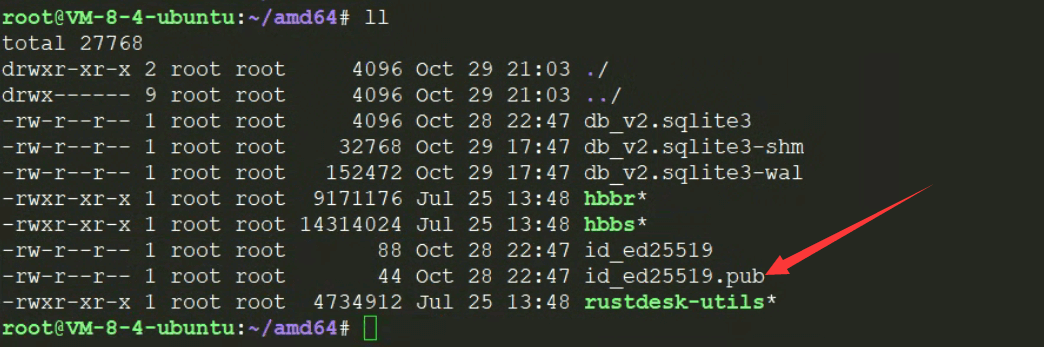 root@VM-8-4-ubuntu:~/amd64# ll
total 27768
drwxr-xr-x 2 root root     4096 Oct 29 21:03 ./
drwx------ 9 root root     4096 Oct 29 21:03 ../
-rw-r--r-- 1 root root     4096 Oct 28 22:47 db_v2.sqlite3
-rw-r--r-- 1 root root    32768 Oct 29 17:47 db_v2.sqlite3-shm
-rw-r--r-- 1 root root   152472 Oct 29 17:47 db_v2.sqlite3-wal
-rwxr-xr-x 1 root root  9171176 Jul 25 13:48 hbbr*
-rwxr-xr-x 1 root root 14314024 Jul 25 13:48 hbbs*
-rw-r--r-- 1 root root       88 Oct 28 22:47 id_ed25519
-rw-r--r-- 1 root root       44 Oct 28 22:47 id_ed25519.pub
-rwxr-xr-x 1 root root  4734912 Jul 25 13:48 rustdesk-utils*
root@VM-8-4-ubuntu:~/amd64#